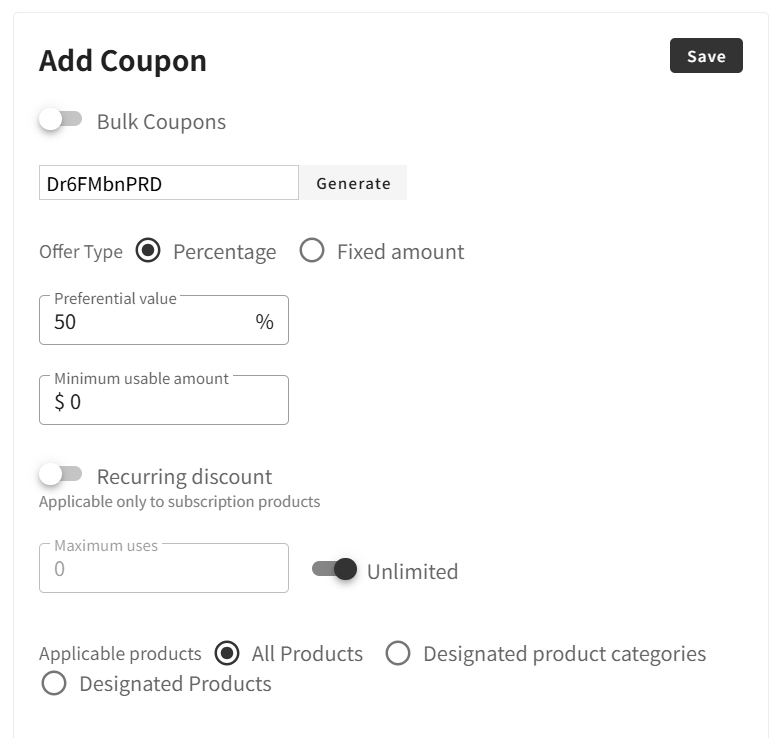 Add Coupon
Save
Bulk Coupons
Dr6FMbnPRD
Generate
Offer Type Percentage Fixed amount
Preferential value
50 %
Minimum usable amount
$ 0
Recurring discount
Applicable only to subscription products
Maximum uses
0
Unlimited
Applicable products All Products Designated product categories
Designated Products